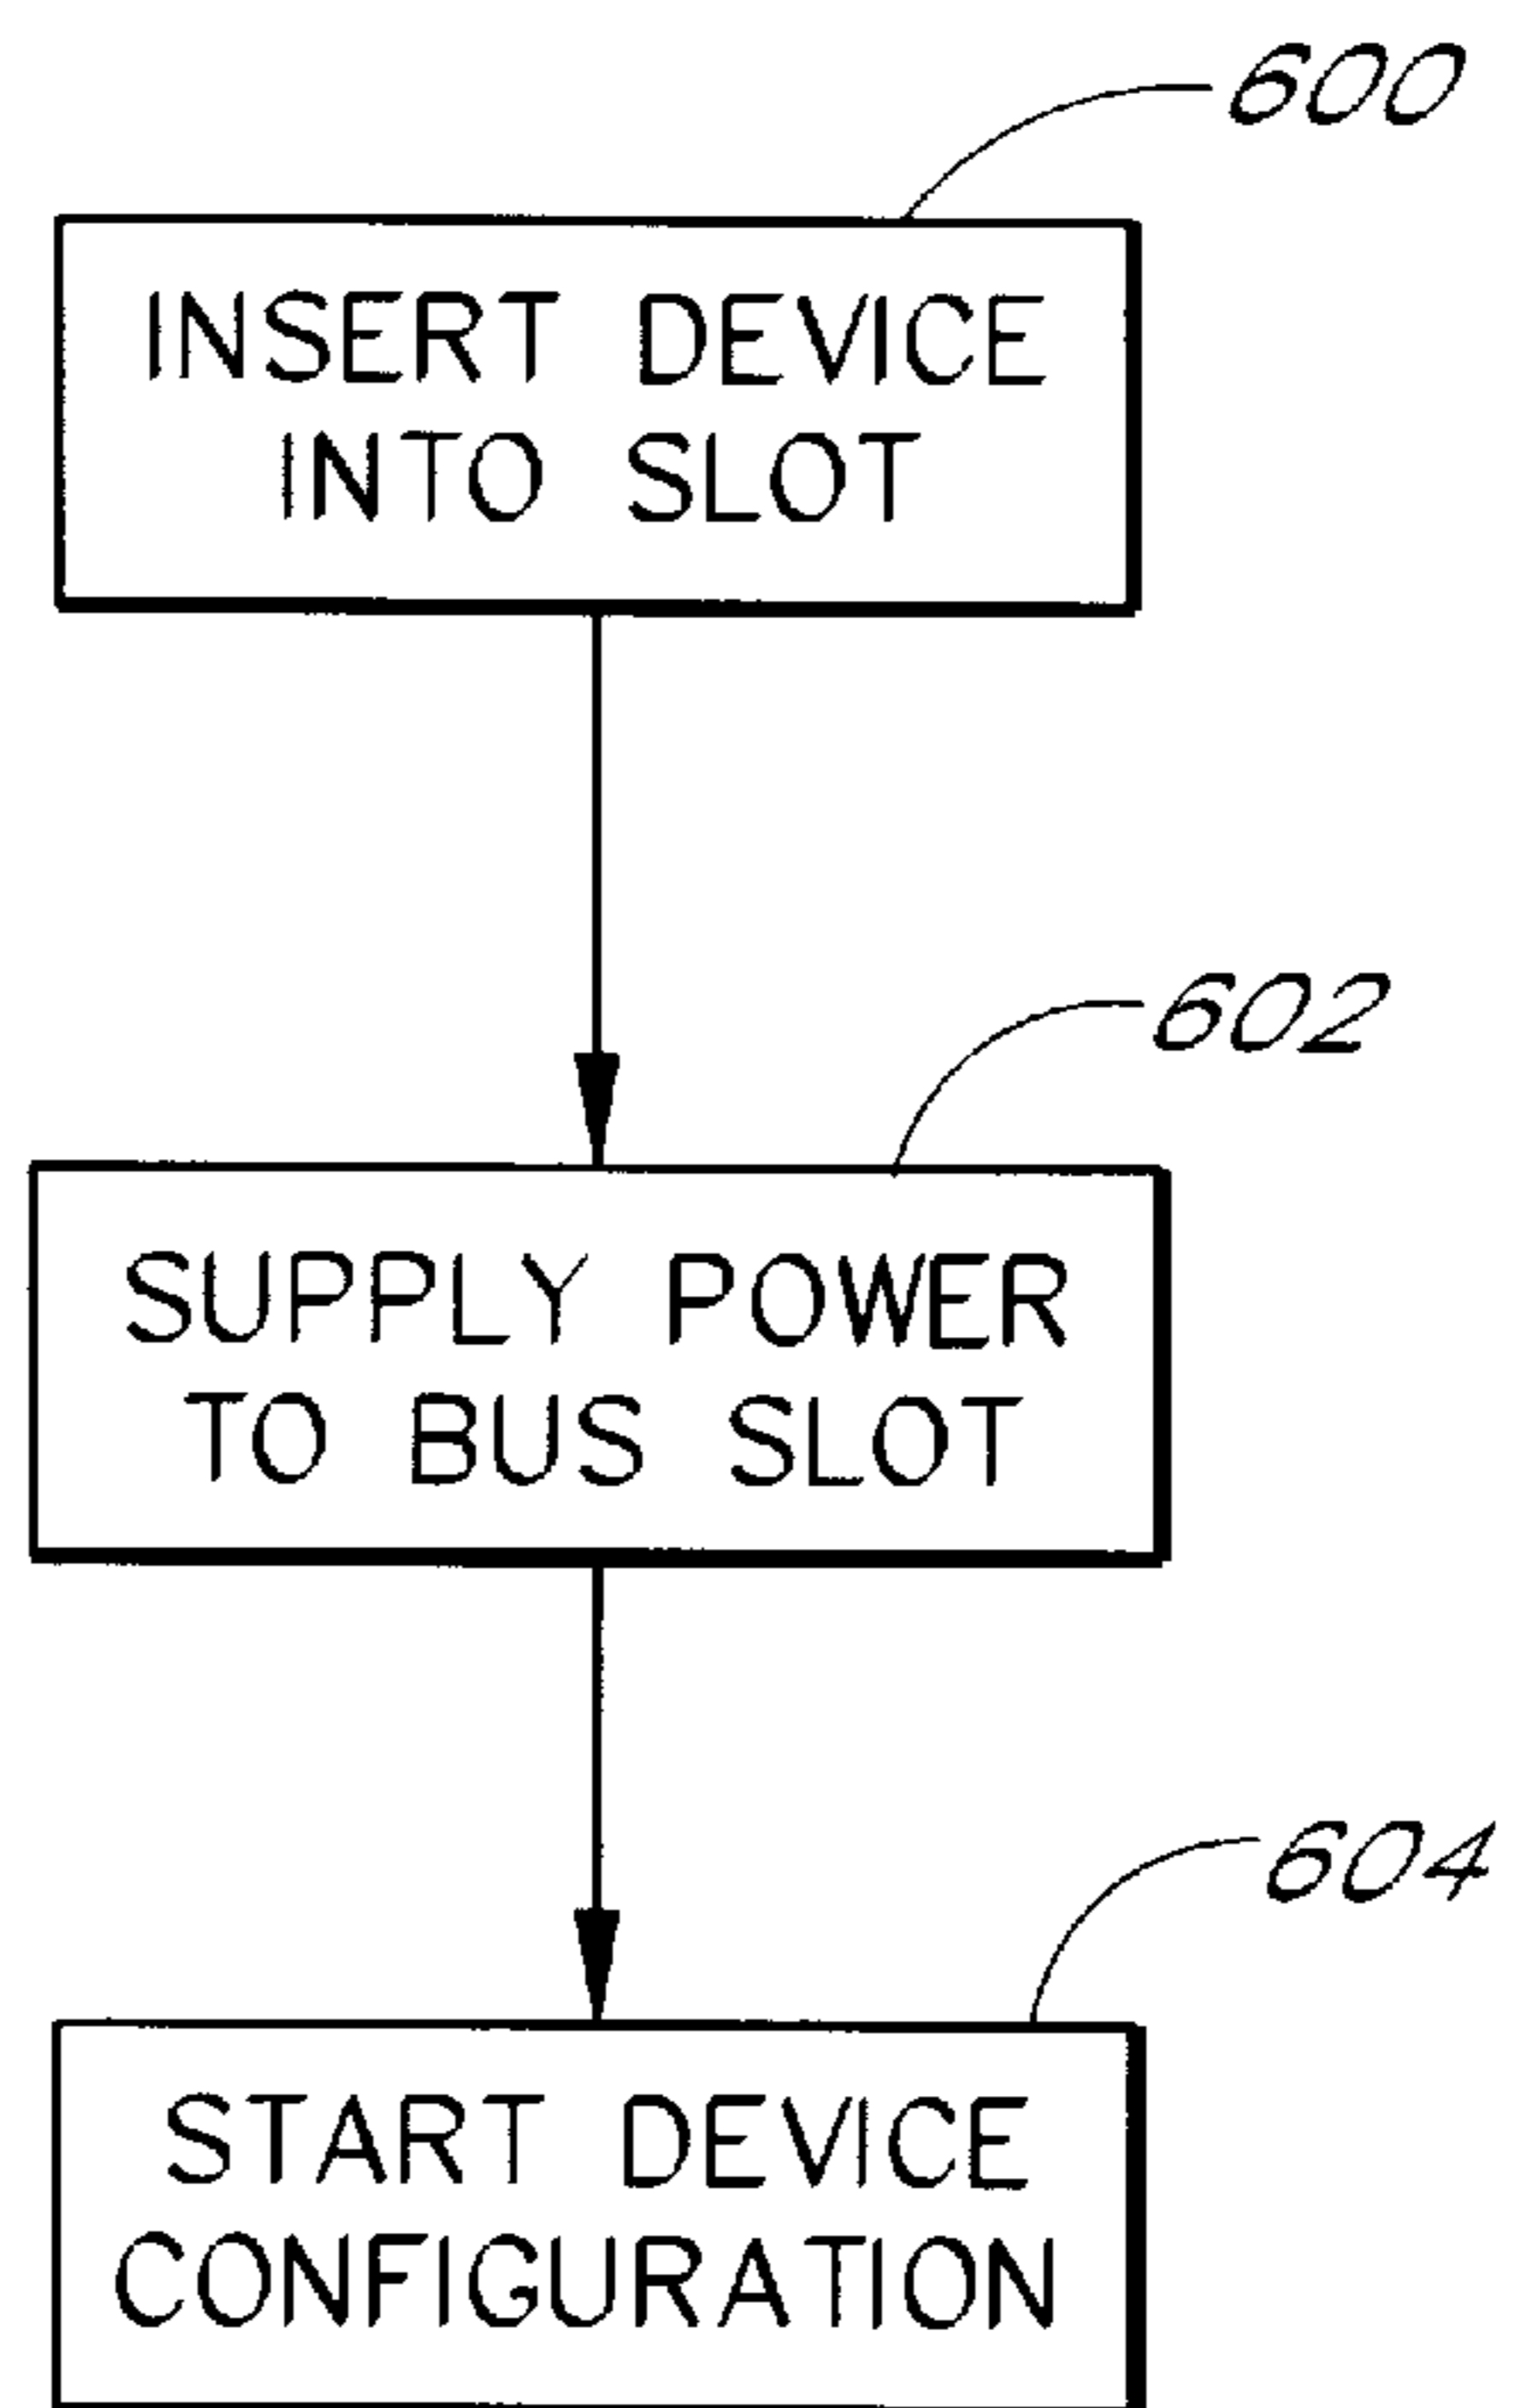 600
INSERT DEVICE
INTO SLOT
602
SUPPLY POWER
TO BUS SLOT
604
START DEVICE
CONFIGURATION